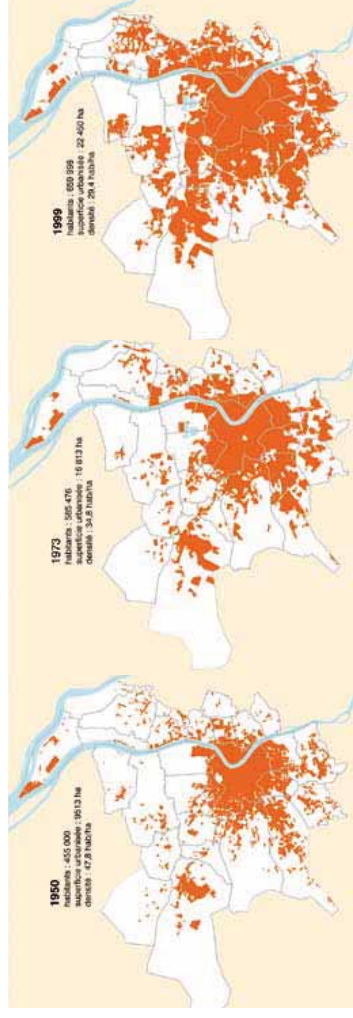 1950
habitants : 455 000
superficie urbanisée : 9513 ha
densité : 47,8 hab/ha
1973
habitants : 585 476
superficie urbanisée : 16 813 ha
densité : 34,8 hab/ha
1999
habitants : 659 998
superficie urbanisée : 22 450 ha
densité : 29,4 hab/ha